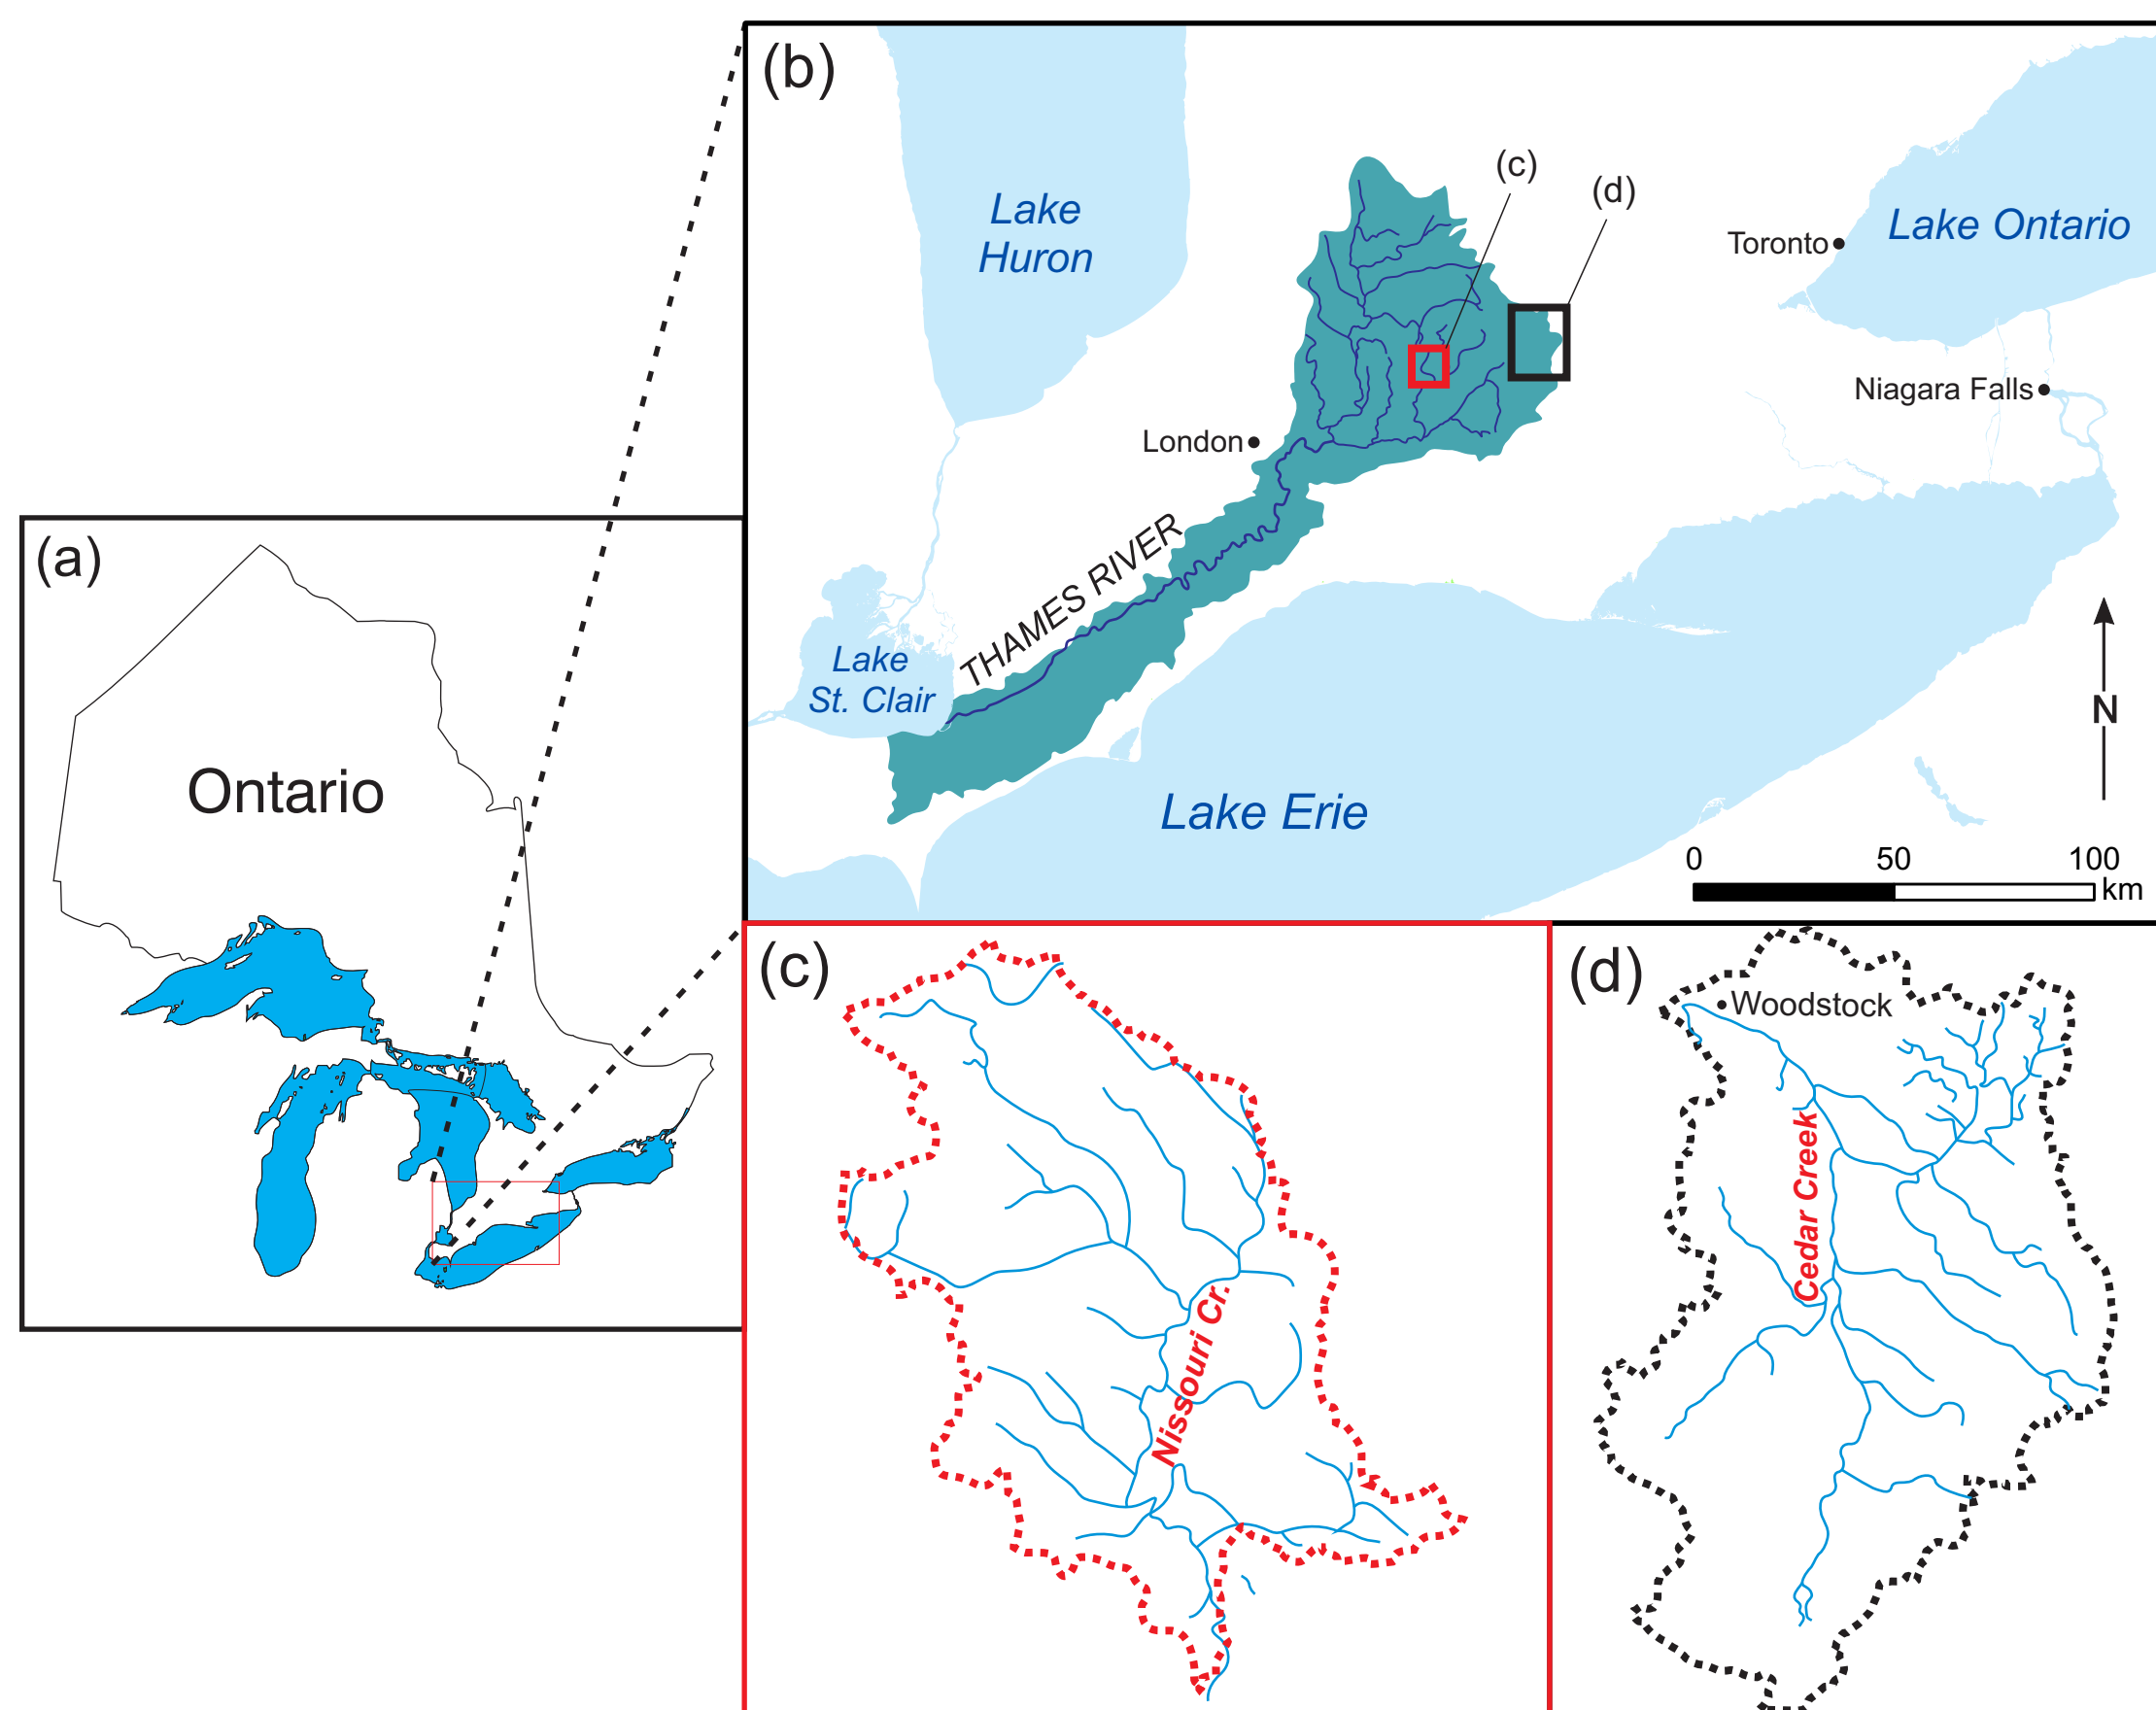 (a)
Ontario
(b)
Lake
Huron
(c)
(d)
Toronto
Lake Ontario
Niagara Falls
London
THAMES RIVER
Lake
St. Clair
Lake Erie
N
0 50 100
km
(c)
Nissouri Cr.
(d)
Woodstock
Cedar Creek